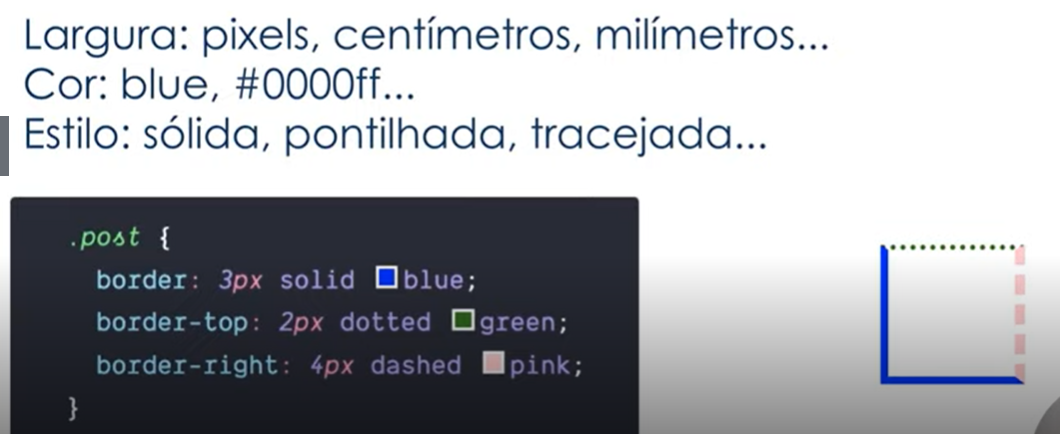 Largura: pixels, centímetros, milímetros...
Cor: blue, #0000ff...
Estilo: sólida, pontilhada, tracejada...
.post {
border: 3px solid blue;
border-top: 2px dotted green;
border-right: 4px dashed pink;
}